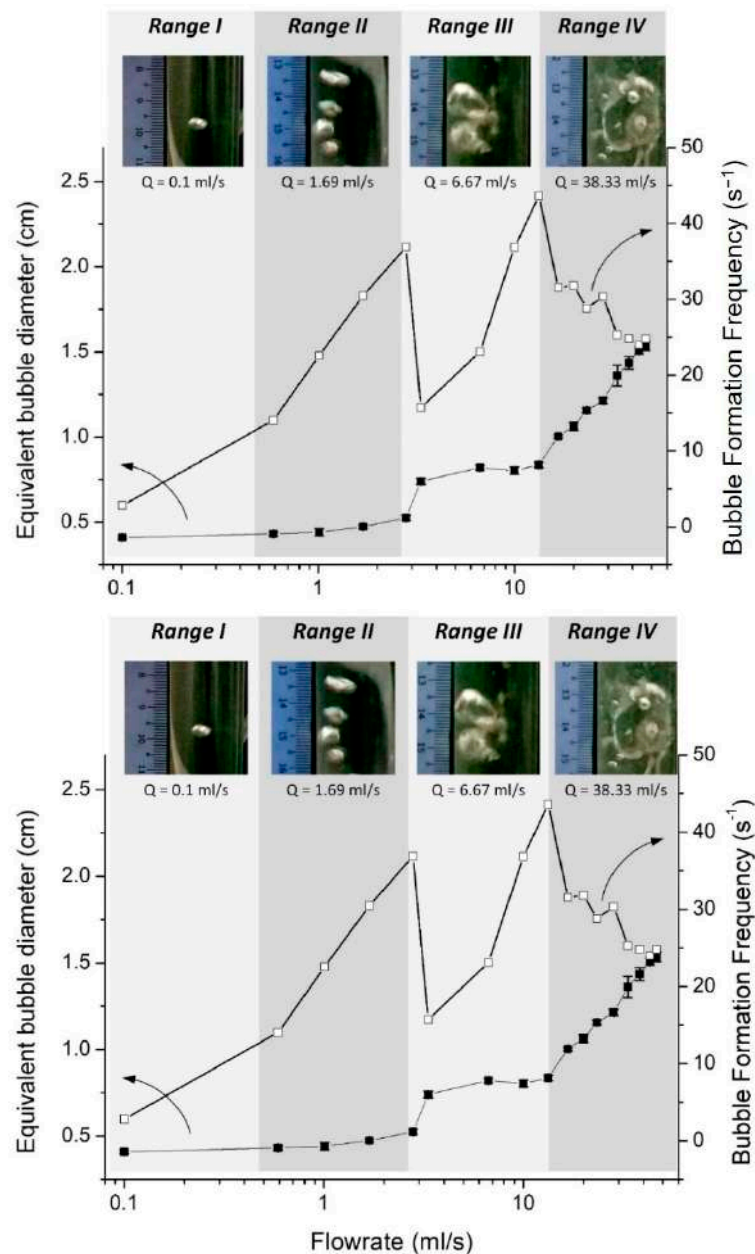 Range I Range II Range III Range IV
Q = 0.1 ml/s Q = 1.69 ml/s Q = 6.67 ml/s Q = 38.33 ml/s
Equivalent bubble diameter (cm)
2.5
2.0
1.5
1.0
0.5
Bubble Formation Frequency (s⁻¹)
50
40
30
20
10
0
0.1 1 10
Range I Range II Range III Range IV
Q = 0.1 ml/s Q = 1.69 ml/s Q = 6.67 ml/s Q = 38.33 ml/s
Equivalent bubble diameter (cm)
2.5
2.0
1.5
1.0
0.5
Bubble Formation Frequency (s⁻¹)
50
40
30
20
10
0
0.1 1 10
Flowrate (ml/s)